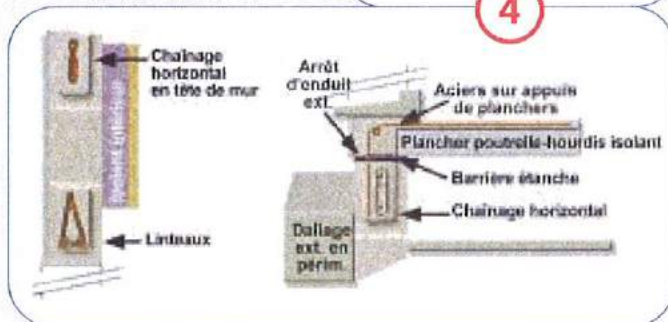 4
Chaînage
horizontal
en tête de mur
Linteaux
Arrêt
d'enduit
ext.
Aciers sur appuis
de planchers
Plancher poutrelle-hourdis isolant
Barrière étanche
Chaînage horizontal
Dallage
ext. en
périm.